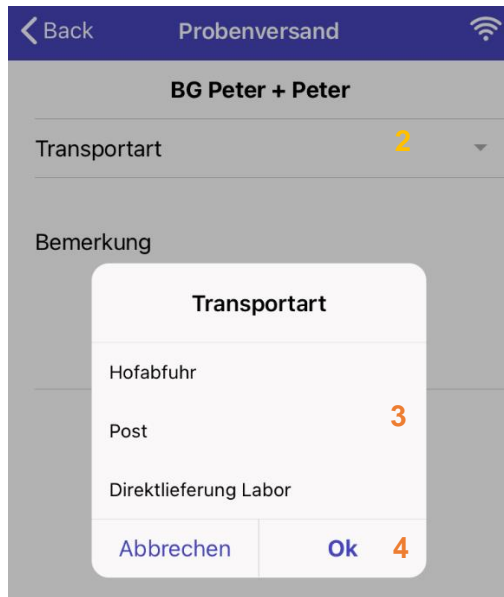 Back Probenversand
BG Peter + Peter
Transportart 2
Bemerkung
Transportart
Hofabfuhr
Post 3
Direktlieferung Labor
Abbrechen Ok 4